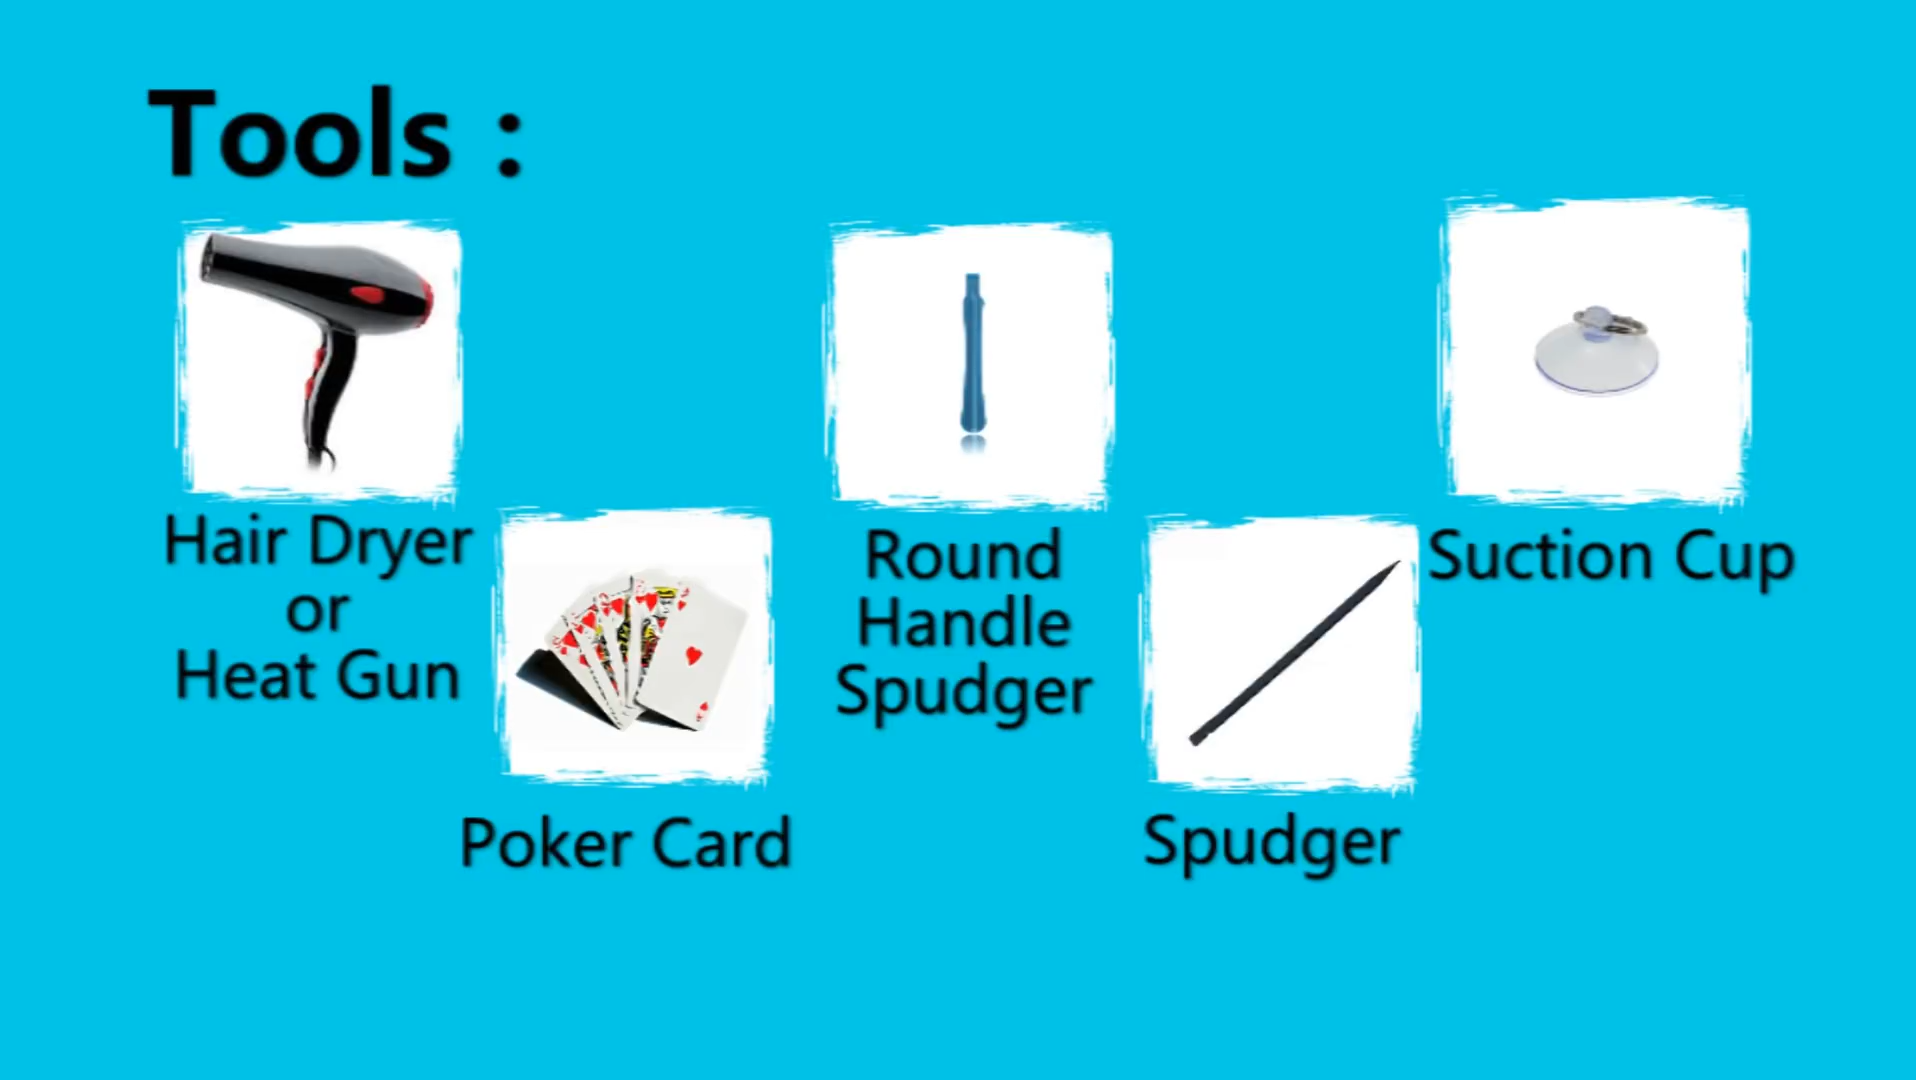 Tools :
Hair Dryer
or
Heat Gun
Poker Card
Round
Handle
Spudger
Spudger
Suction Cup